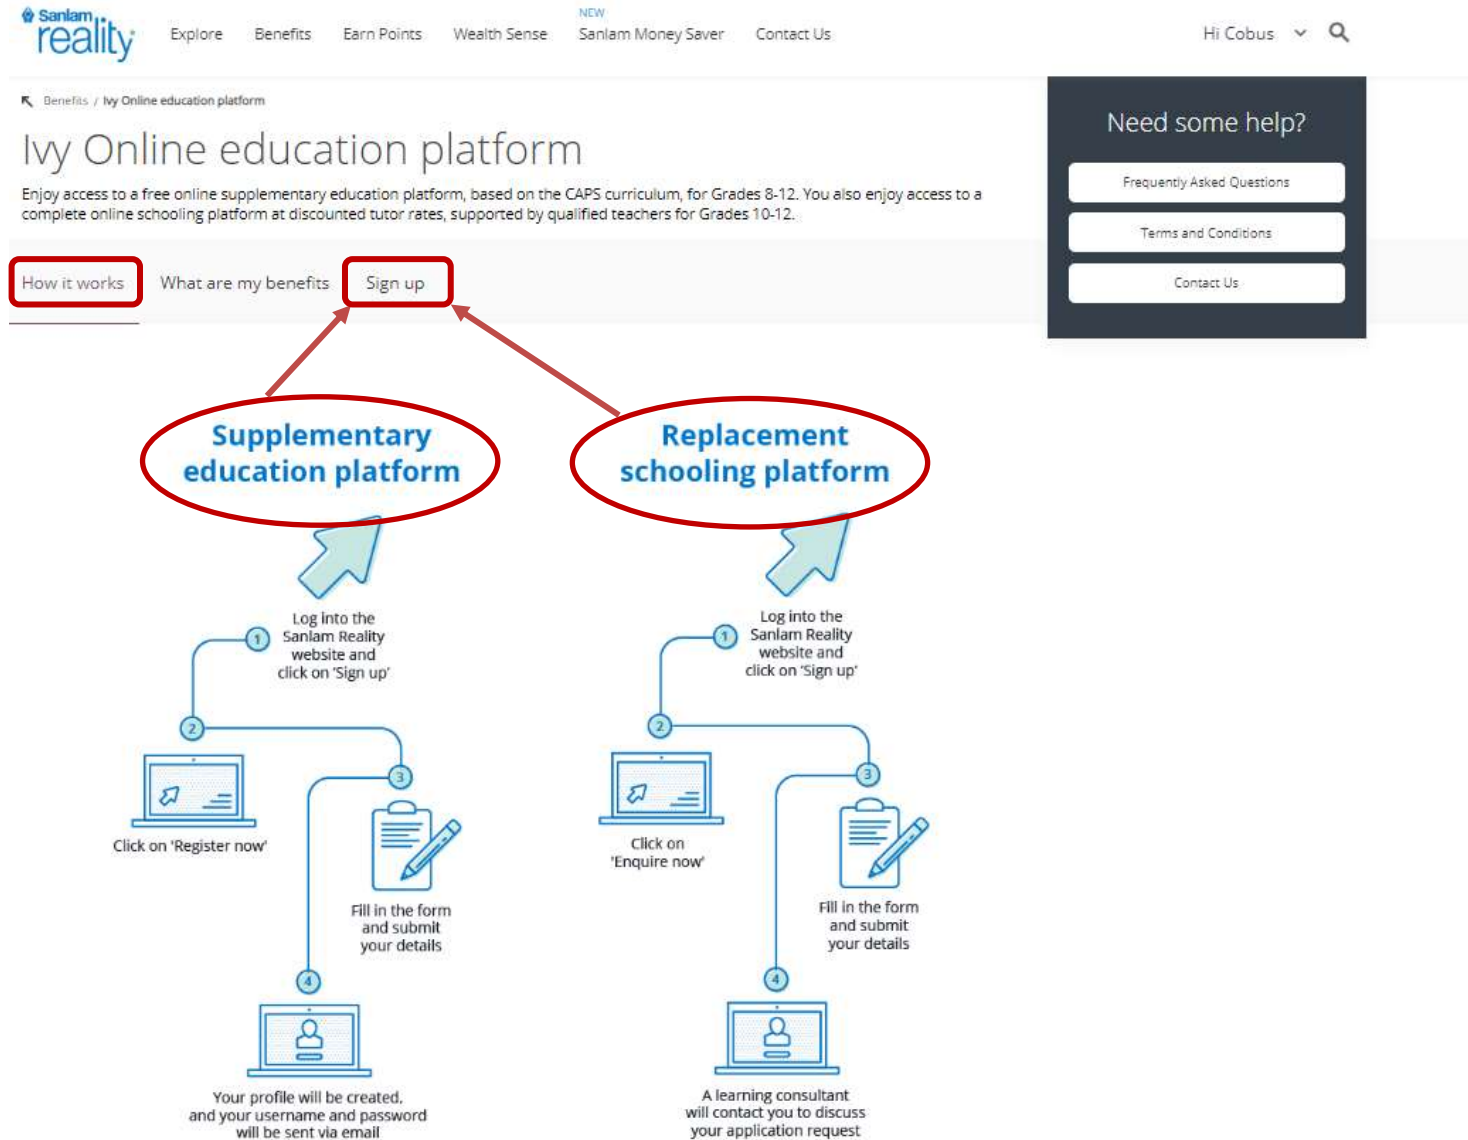 Sanlam
reality
Explore
Benefits
Earn Points
Wealth Sense
NEW
Sanlam Money Saver
Contact Us
Hi Cobus
Benefits / Ivy Online education platform
Ivy Online education platform
Enjoy access to a free online supplementary education platform, based on the CAPS curriculum, for Grades 8-12. You also enjoy access to a
complete online schooling platform at discounted tutor rates, supported by qualified teachers for Grades 10-12.
Need some help?
Frequently Asked Questions
Terms and Conditions
Contact Us
How it works
What are my benefits
Sign up
Supplementary
education platform
1
Log into the
Sanlam Reality
website and
click on 'Sign up'
2
Click on 'Register now'
3
Fill in the form
and submit
your details
4
Your profile will be created,
and your username and password
will be sent via email
Replacement
schooling platform
1
Log into the
Sanlam Reality
website and
click on 'Sign up'
2
Click on
'Enquire now'
3
Fill in the form
and submit
your details
4
A learning consultant
will contact you to discuss
your application request